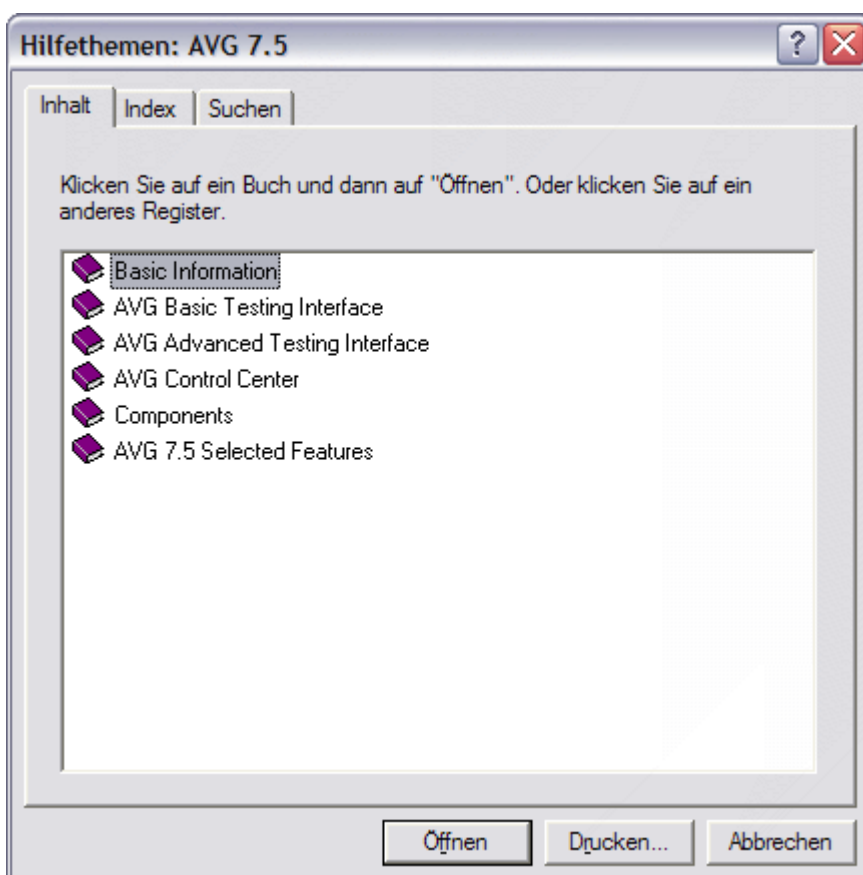 Hilfethemen: AVG 7.5
Inhalt Index Suchen
Klicken Sie auf ein Buch und dann auf "Öffnen". Oder klicken Sie auf ein
anderes Register.
Basic Information
AVG Basic Testing Interface
AVG Advanced Testing Interface
AVG Control Center
Components
AVG 7.5 Selected Features
Öffnen Drucken... Abbrechen